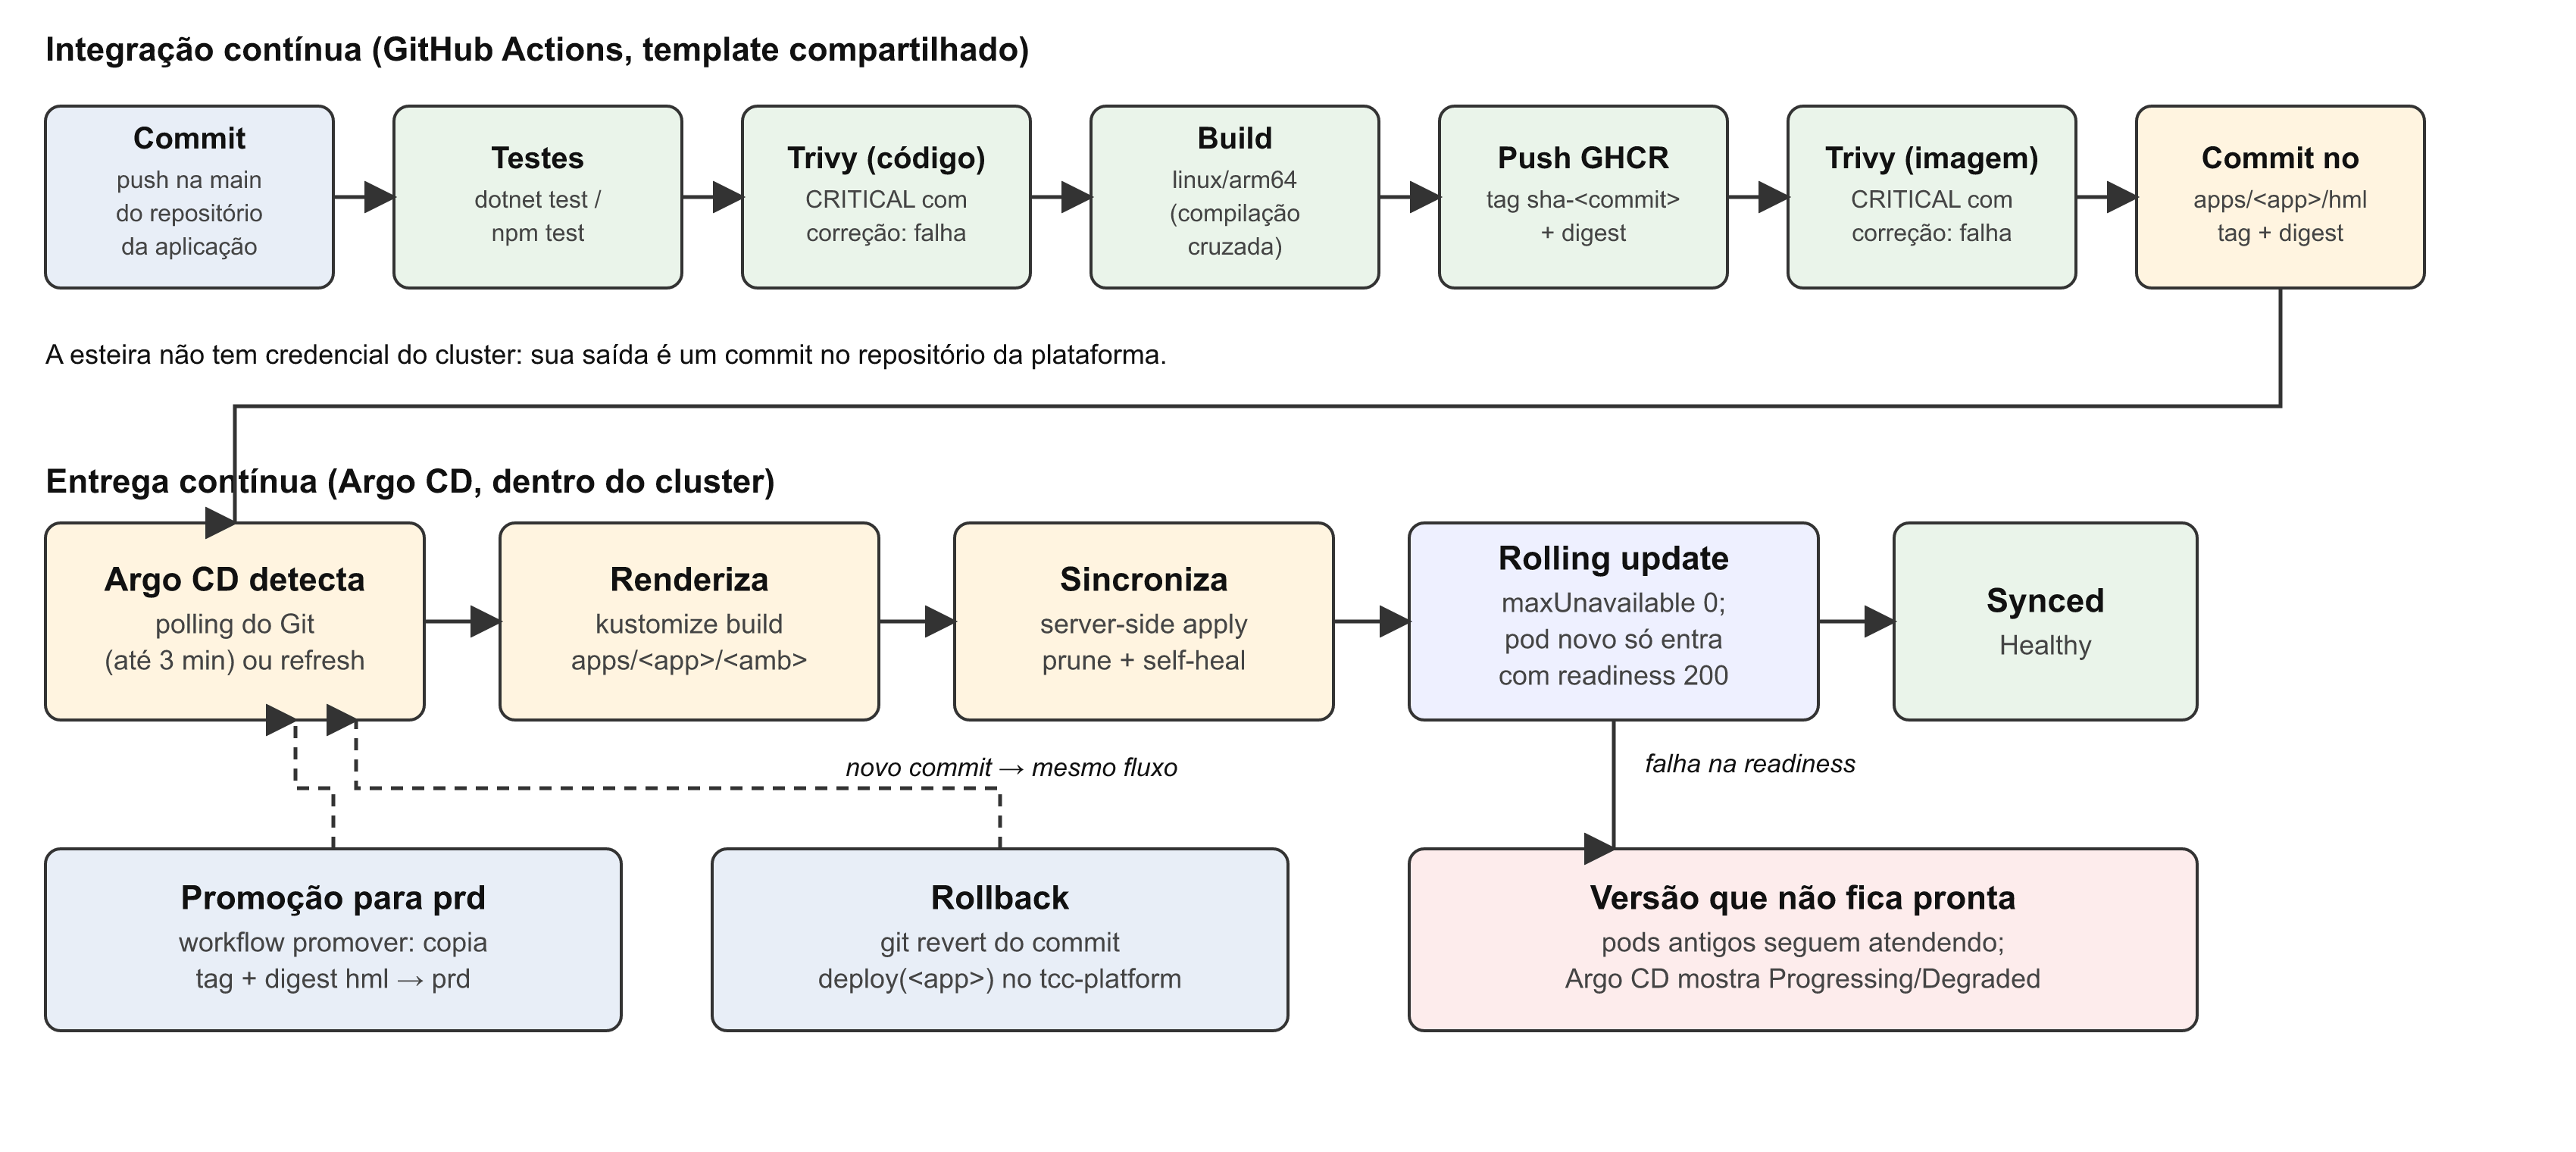 Integração contínua (GitHub Actions, template compartilhado)
Commit
push na main
do repositório
da aplicação
Testes
dotnet test /
npm test
Trivy (código)
CRITICAL com
correção: falha
Build
linux/arm64
(compilação
cruzada)
Push GHCR
tag sha-<commit>
+ digest
Trivy (imagem)
CRITICAL com
correção: falha
Commit no
apps/<app>/hml
tag + digest
A esteira não tem credencial do cluster: sua saída é um commit no repositório da plataforma.
Entrega contínua (Argo CD, dentro do cluster)
Argo CD detecta
polling do Git
(até 3 min) ou refresh
Renderiza
kustomize build
apps/<app>/<amb>
Sincroniza
server-side apply
prune + self-heal
Rolling update
maxUnavailable 0;
pod novo só entra
com readiness 200
Synced
Healthy
novo commit → mesmo fluxo
falha na readiness
Promoção para prd
workflow promover: copia
tag + digest hml → prd
Rollback
git revert do commit
deploy(<app>) no tcc-platform
Versão que não fica pronta
pods antigos seguem atendendo;
Argo CD mostra Progressing/Degraded